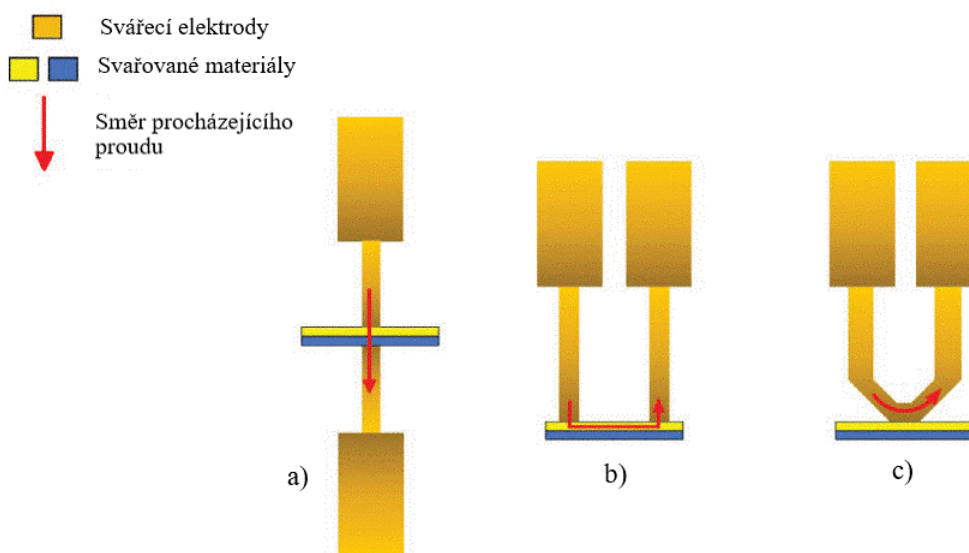 Svářecí elektrody
Svařované materiály
Směr procházejícího
proudu
a)
b)
c)